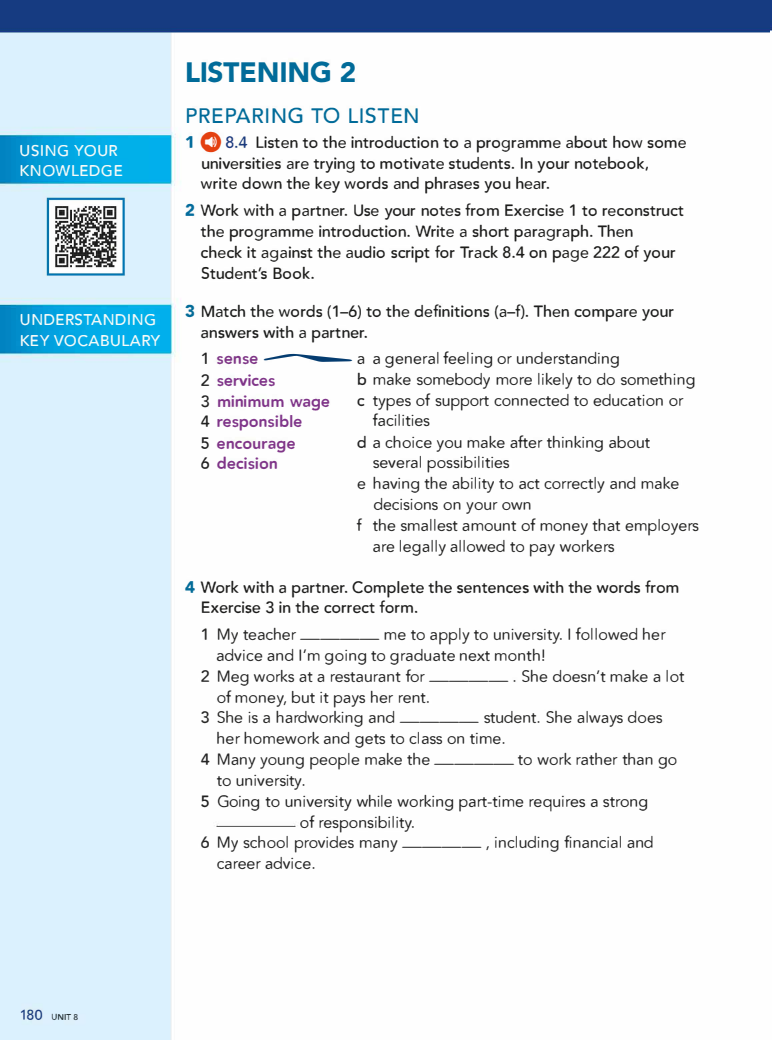 LISTENING 2
PREPARING TO LISTEN
USING YOUR
KNOWLEDGE
1 8.4 Listen to the introduction to a programme about how some
universities are trying to motivate students. In your notebook,
write down the key words and phrases you hear.
2 Work with a partner. Use your notes from Exercise 1 to reconstruct
the programme introduction. Write a short paragraph. Then
check it against the audio script for Track 8.4 on page 222 of your
Student's Book.
UNDERSTANDING
KEY VOCABULARY
3 Match the words (1–6) to the definitions (a–f). Then compare your
answers with a partner.
1 sense
2 services
3 minimum wage
4 responsible
5 encourage
6 decision
a a general feeling or understanding
b make somebody more likely to do something
c types of support connected to education or
facilities
d a choice you make after thinking about
several possibilities
e having the ability to act correctly and make
decisions on your own
f the smallest amount of money that employers
are legally allowed to pay workers
4 Work with a partner. Complete the sentences with the words from
Exercise 3 in the correct form.
1 My teacher ________ me to apply to university. I followed her
advice and I'm going to graduate next month!
2 Meg works at a restaurant for ________ . She doesn't make a lot
of money, but it pays her rent.
3 She is a hardworking and ________ student. She always does
her homework and gets to class on time.
4 Many young people make the ________ to work rather than go
to university.
5 Going to university while working part-time requires a strong
________ of responsibility.
6 My school provides many ________ , including financial and
career advice.
180 UNIT 8